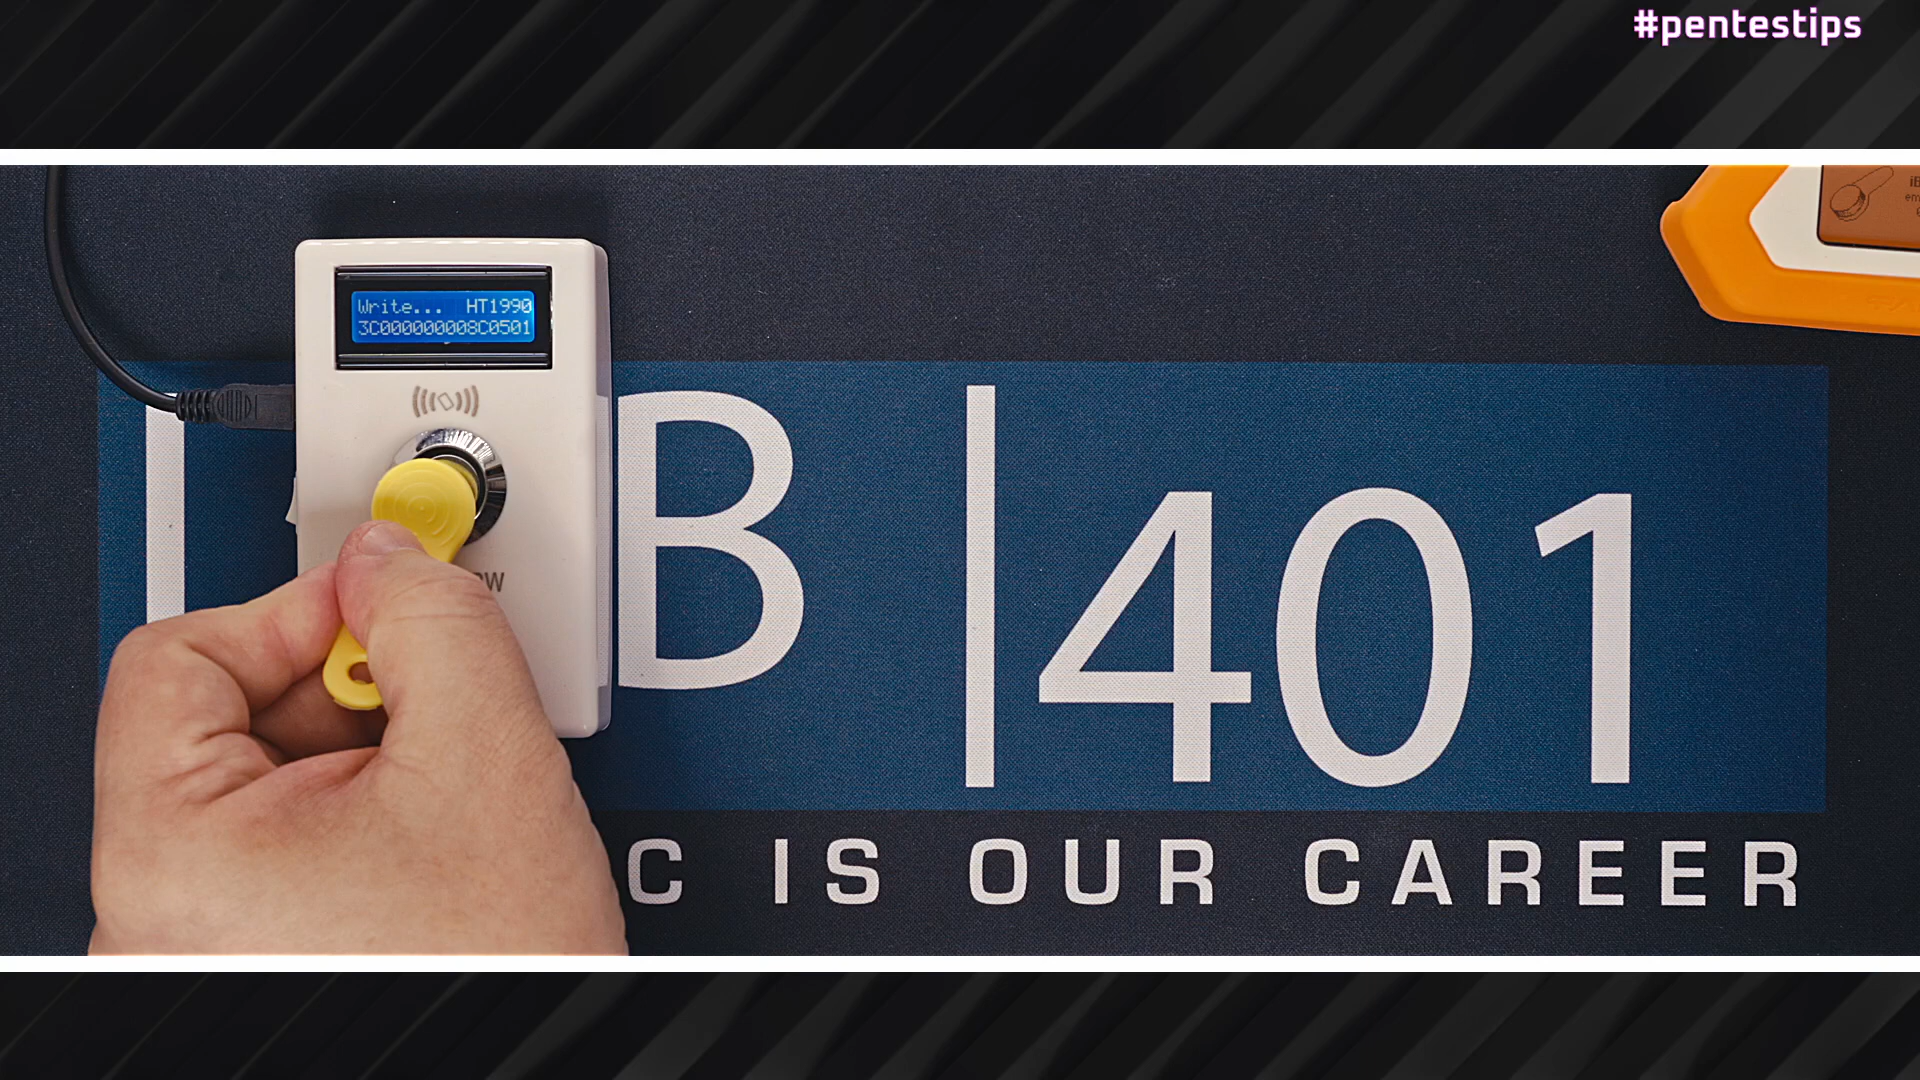 #pentestips
Write... HT1990
3C000000008C0501
B |401
C IS OUR CAREER